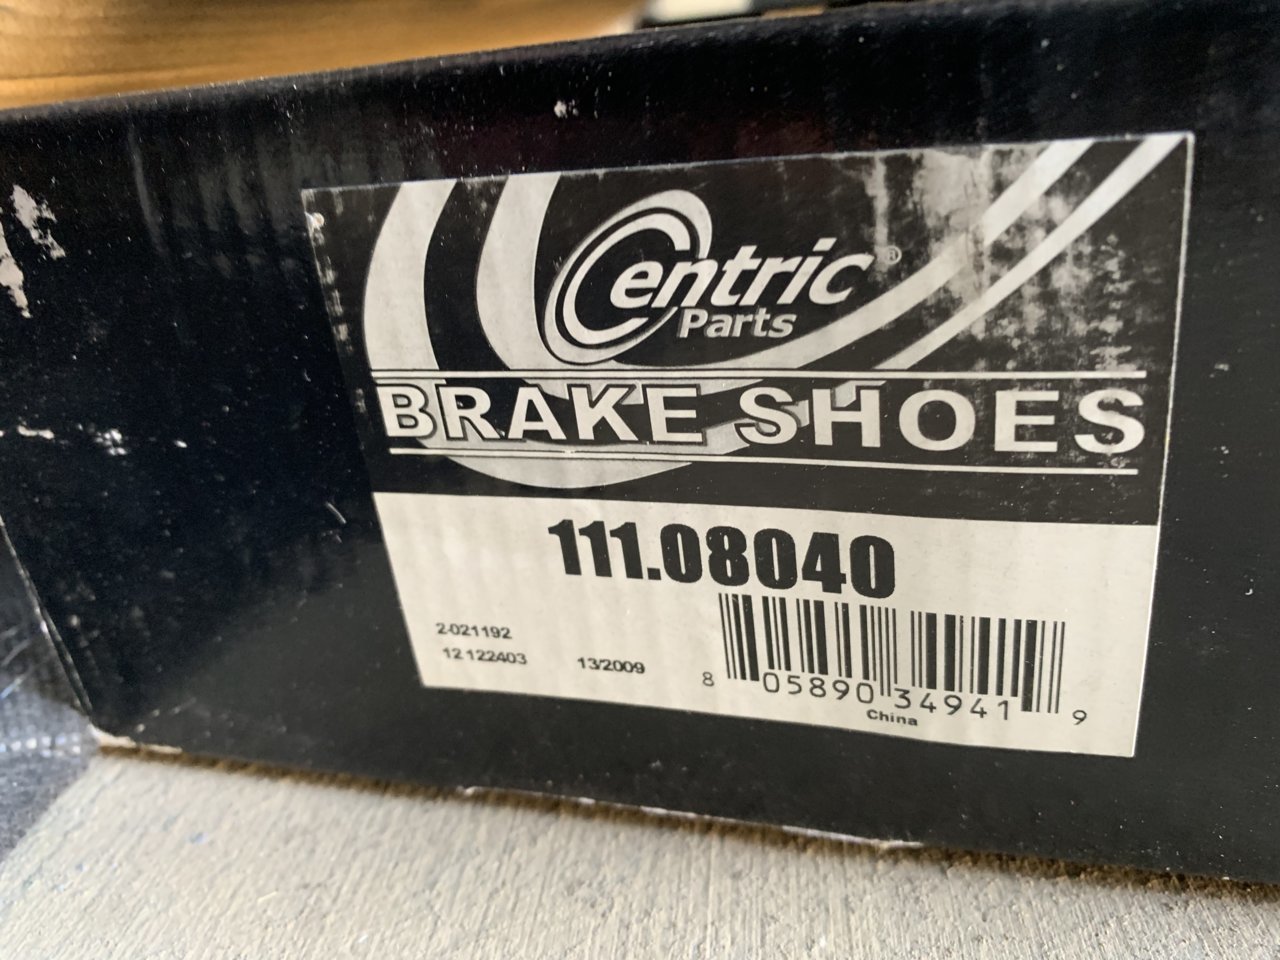 Centric®
Parts
BRAKE SHOES
111.08040
2-021192
12 122403 13/2009
8 05890 34941 9
China